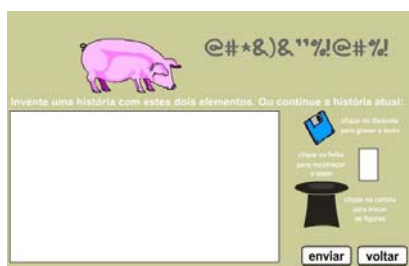 @#*&)&"%!@#%!
Invente uma história com estes dois elementos. Ou continue a história atual:
clique no disquete
para gravar o texto
clique na folha
para recomeçar
o texto
clique na cartola
para trocar
as figuras
enviar
voltar